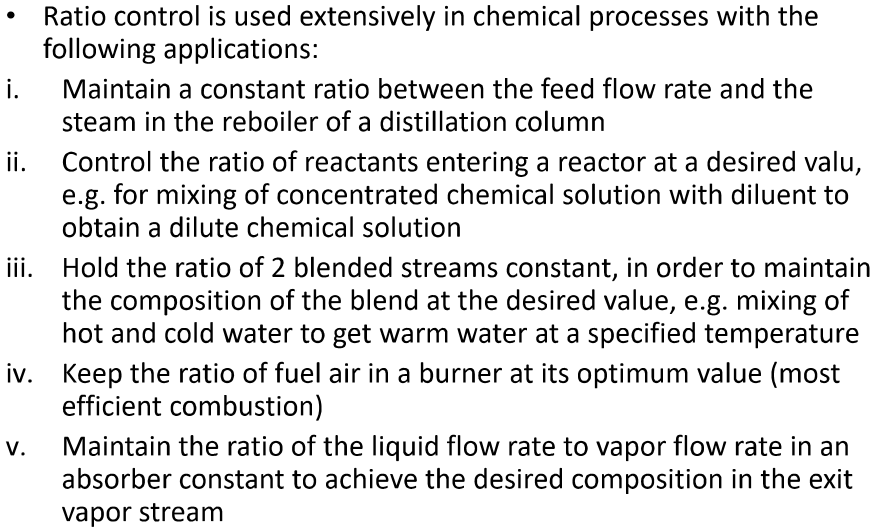 • Ratio control is used extensively in chemical processes with the
following applications:
i. Maintain a constant ratio between the feed flow rate and the
steam in the reboiler of a distillation column
ii. Control the ratio of reactants entering a reactor at a desired valu,
e.g. for mixing of concentrated chemical solution with diluent to
obtain a dilute chemical solution
iii. Hold the ratio of 2 blended streams constant, in order to maintain
the composition of the blend at the desired value, e.g. mixing of
hot and cold water to get warm water at a specified temperature
iv. Keep the ratio of fuel air in a burner at its optimum value (most
efficient combustion)
v. Maintain the ratio of the liquid flow rate to vapor flow rate in an
absorber constant to achieve the desired composition in the exit
vapor stream